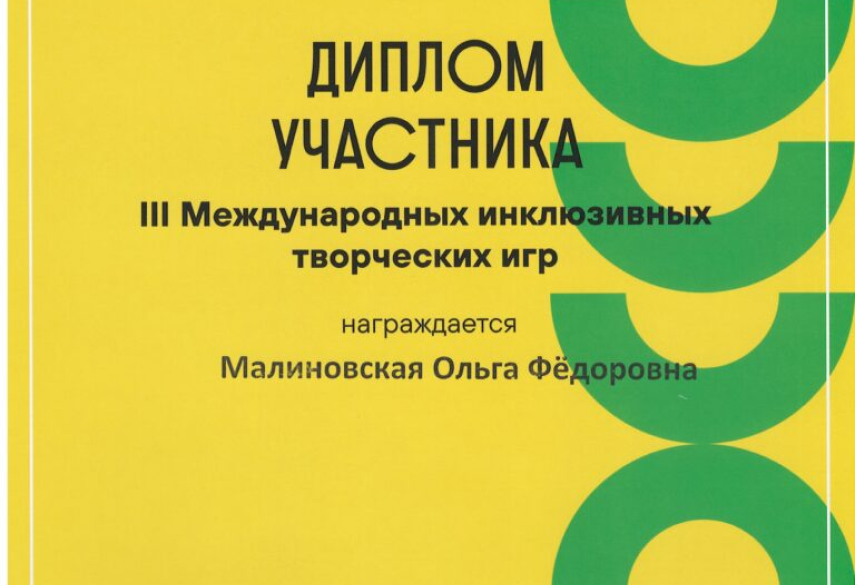 ДИПЛОМ
УЧАСТНИКА
III Международных инклюзивных
творческих игр
награждается
Малиновская Ольга Фёдоровна